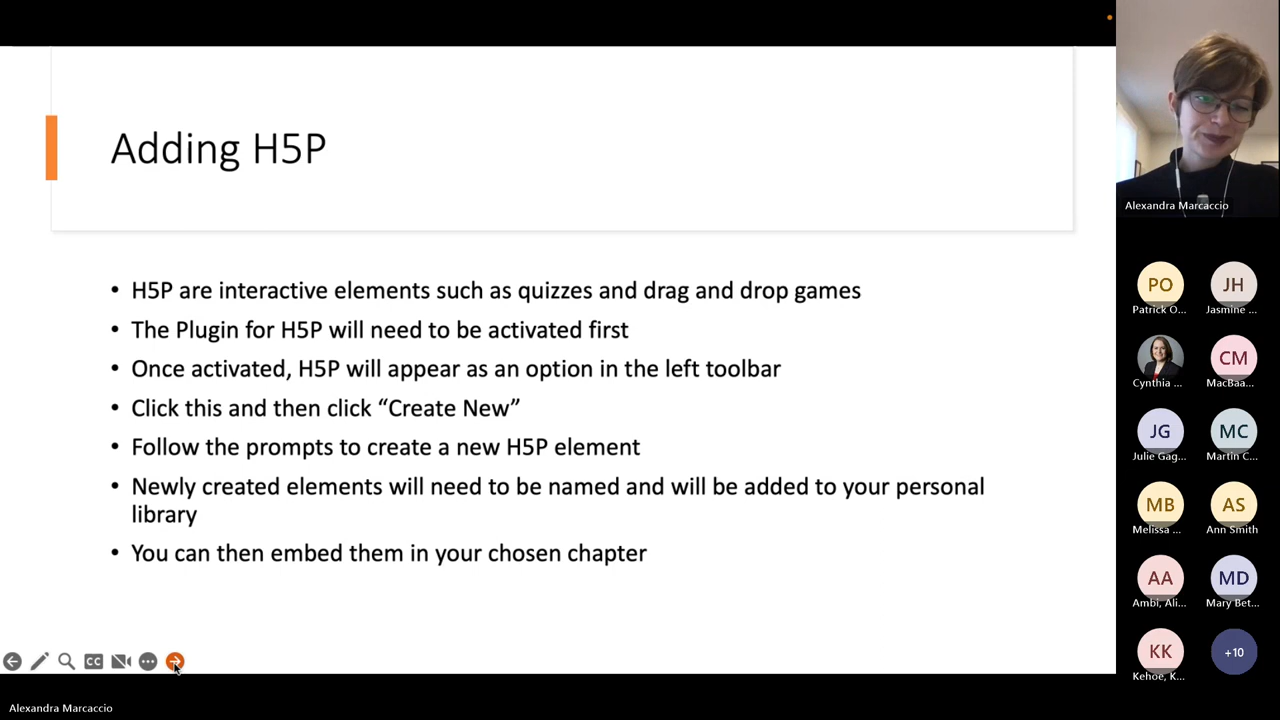 Adding H5P
• H5P are interactive elements such as quizzes and drag and drop games
• The Plugin for H5P will need to be activated first
• Once activated, H5P will appear as an option in the left toolbar
• Click this and then click “Create New”
• Follow the prompts to create a new H5P element
• Newly created elements will need to be named and will be added to your personal
library
• You can then embed them in your chosen chapter
CC
Alexandra Marcaccio
Alexandra Marcaccio
PO
JH
Patrick O...
Jasmine ...
CM
Cynthia ...
MacBaa...
JG
MC
Julie Gag...
Martin C...
MB
AS
Melissa ...
Ann Smith
AA
MD
Ambi, Ali...
Mary Bet...
KK
+10
Kehoe, K...